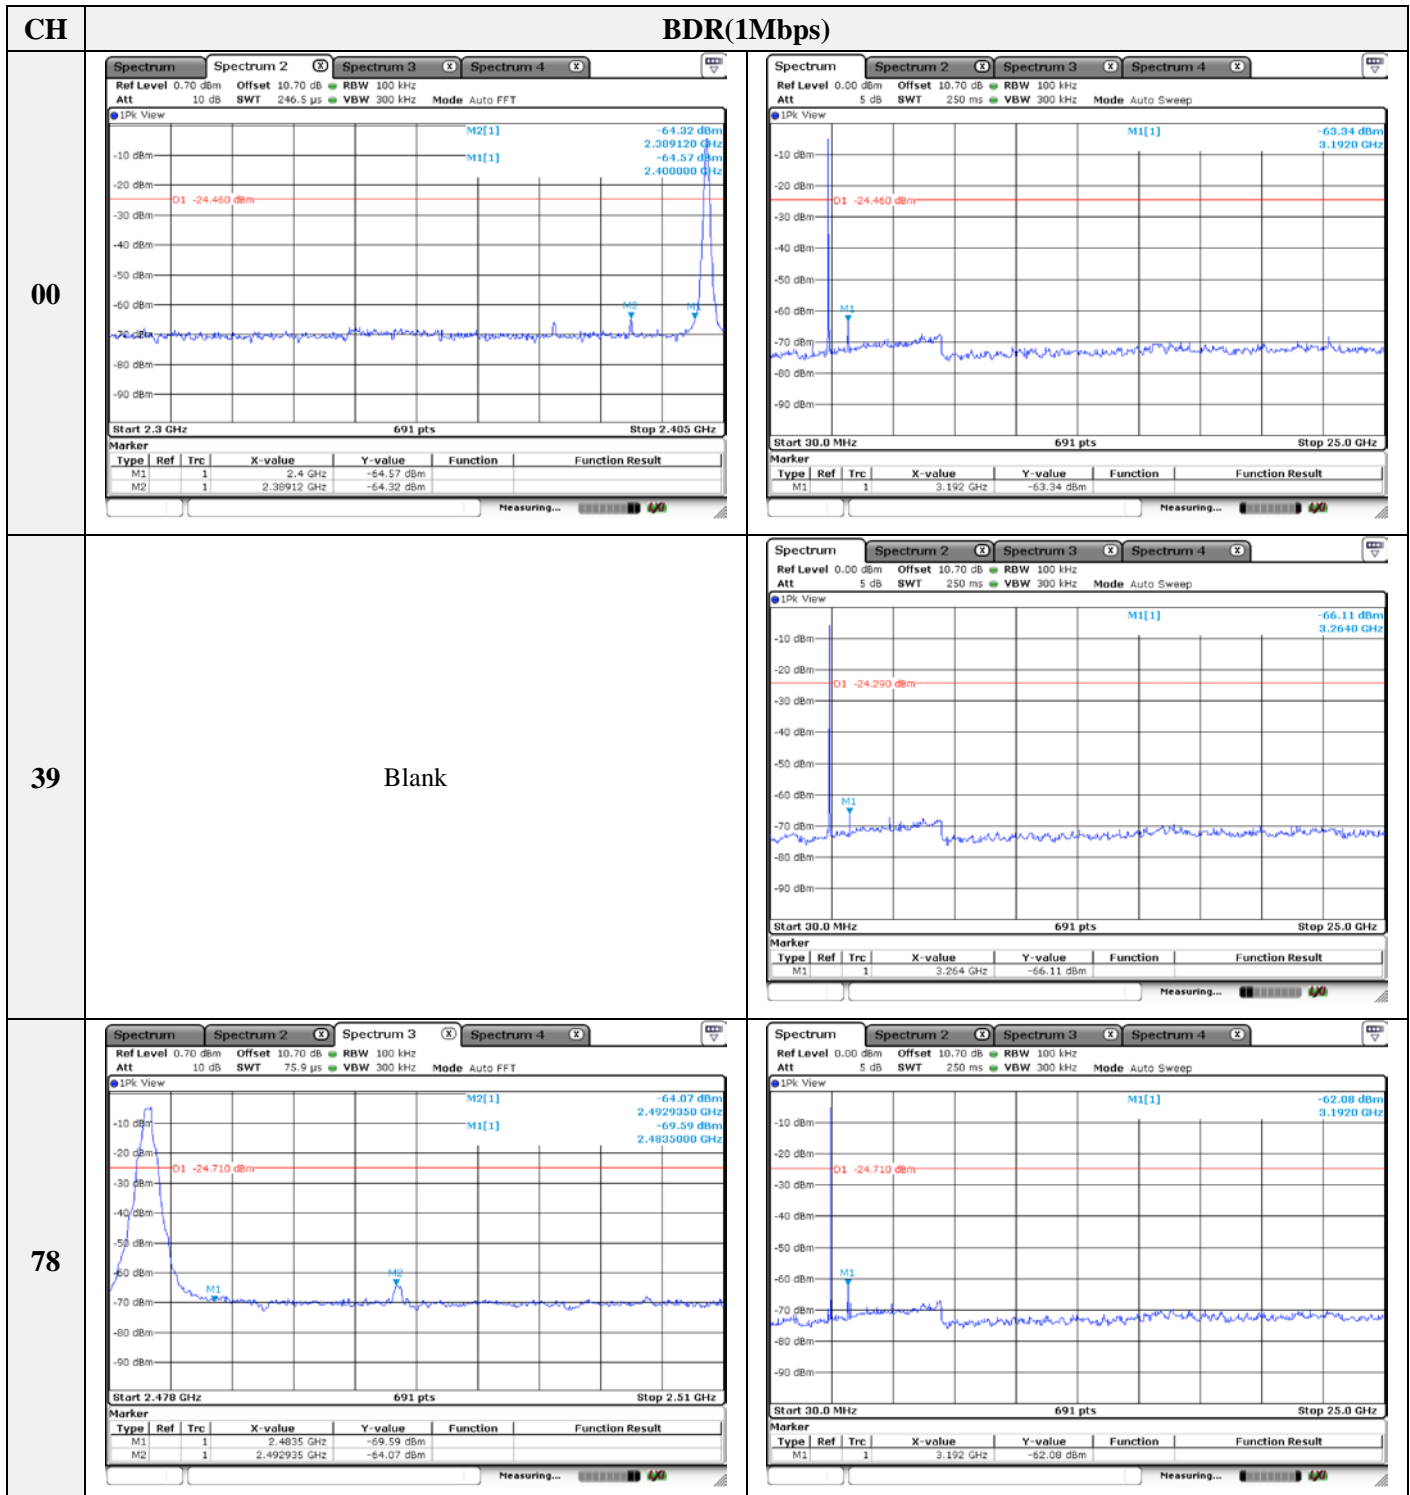 CH BDR(1Mbps)
00
Spectrum Spectrum 2 Spectrum 3 Spectrum 4
Ref Level 0.70 dBm Offset 10.70 dB RBW 100 kHz
Att 10 dB SWT 246.5 µs VBW 300 kHz Mode Auto FFT
1Pk View
M2[1] -64.32 dBm
2.389120 GHz
-10 dBm M1[1] -64.57 dBm
2.400000 GHz
-20 dBm
D1 -24.460 dBm
-30 dBm
-40 dBm
-50 dBm
-60 dBm
M2 M1
-70 dBm
-80 dBm
-90 dBm
Start 2.3 GHz 691 pts Stop 2.405 GHz
Marker
Type Ref Trc X-value Y-value Function Function Result
M1 1 2.4 GHz -64.57 dBm
M2 1 2.38912 GHz -64.32 dBm
Measuring...
Spectrum Spectrum 2 Spectrum 3 Spectrum 4
Ref Level 0.00 dBm Offset 10.70 dB RBW 100 kHz
Att 5 dB SWT 250 ms VBW 300 kHz Mode Auto Sweep
1Pk View
M1[1] -63.34 dBm
3.1920 GHz
-10 dBm
-20 dBm
D1 -24.460 dBm
-30 dBm
-40 dBm
-50 dBm
-60 dBm
M1
-70 dBm
-80 dBm
-90 dBm
Start 30.0 MHz 691 pts Stop 25.0 GHz
Marker
Type Ref Trc X-value Y-value Function Function Result
M1 1 3.192 GHz -63.34 dBm
Measuring...
39
Blank
Spectrum Spectrum 2 Spectrum 3 Spectrum 4
Ref Level 0.00 dBm Offset 10.70 dB RBW 100 kHz
Att 5 dB SWT 250 ms VBW 300 kHz Mode Auto Sweep
1Pk View
M1[1] -66.11 dBm
3.2640 GHz
-10 dBm
-20 dBm
D1 -24.290 dBm
-30 dBm
-40 dBm
-50 dBm
-60 dBm
M1
-70 dBm
-80 dBm
-90 dBm
Start 30.0 MHz 691 pts Stop 25.0 GHz
Marker
Type Ref Trc X-value Y-value Function Function Result
M1 1 3.264 GHz -66.11 dBm
Measuring...
78
Spectrum Spectrum 2 Spectrum 3 Spectrum 4
Ref Level 0.70 dBm Offset 10.70 dB RBW 100 kHz
Att 10 dB SWT 75.9 µs VBW 300 kHz Mode Auto FFT
1Pk View
M2[1] -64.07 dBm
2.4929350 GHz
-10 dBm M1[1] -69.59 dBm
2.4835000 GHz
-20 dBm
D1 -24.710 dBm
-30 dBm
-40 dBm
-50 dBm
-60 dBm
M2
M1
-70 dBm
-80 dBm
-90 dBm
Start 2.478 GHz 691 pts Stop 2.51 GHz
Marker
Type Ref Trc X-value Y-value Function Function Result
M1 1 2.4835 GHz -69.59 dBm
M2 1 2.492935 GHz -64.07 dBm
Measuring...
Spectrum Spectrum 2 Spectrum 3 Spectrum 4
Ref Level 0.00 dBm Offset 10.70 dB RBW 100 kHz
Att 5 dB SWT 250 ms VBW 300 kHz Mode Auto Sweep
1Pk View
M1[1] -62.08 dBm
3.1920 GHz
-10 dBm
-20 dBm
D1 -24.710 dBm
-30 dBm
-40 dBm
-50 dBm
-60 dBm
M1
-70 dBm
-80 dBm
-90 dBm
Start 30.0 MHz 691 pts Stop 25.0 GHz
Marker
Type Ref Trc X-value Y-value Function Function Result
M1 1 3.192 GHz -62.08 dBm
Measuring...